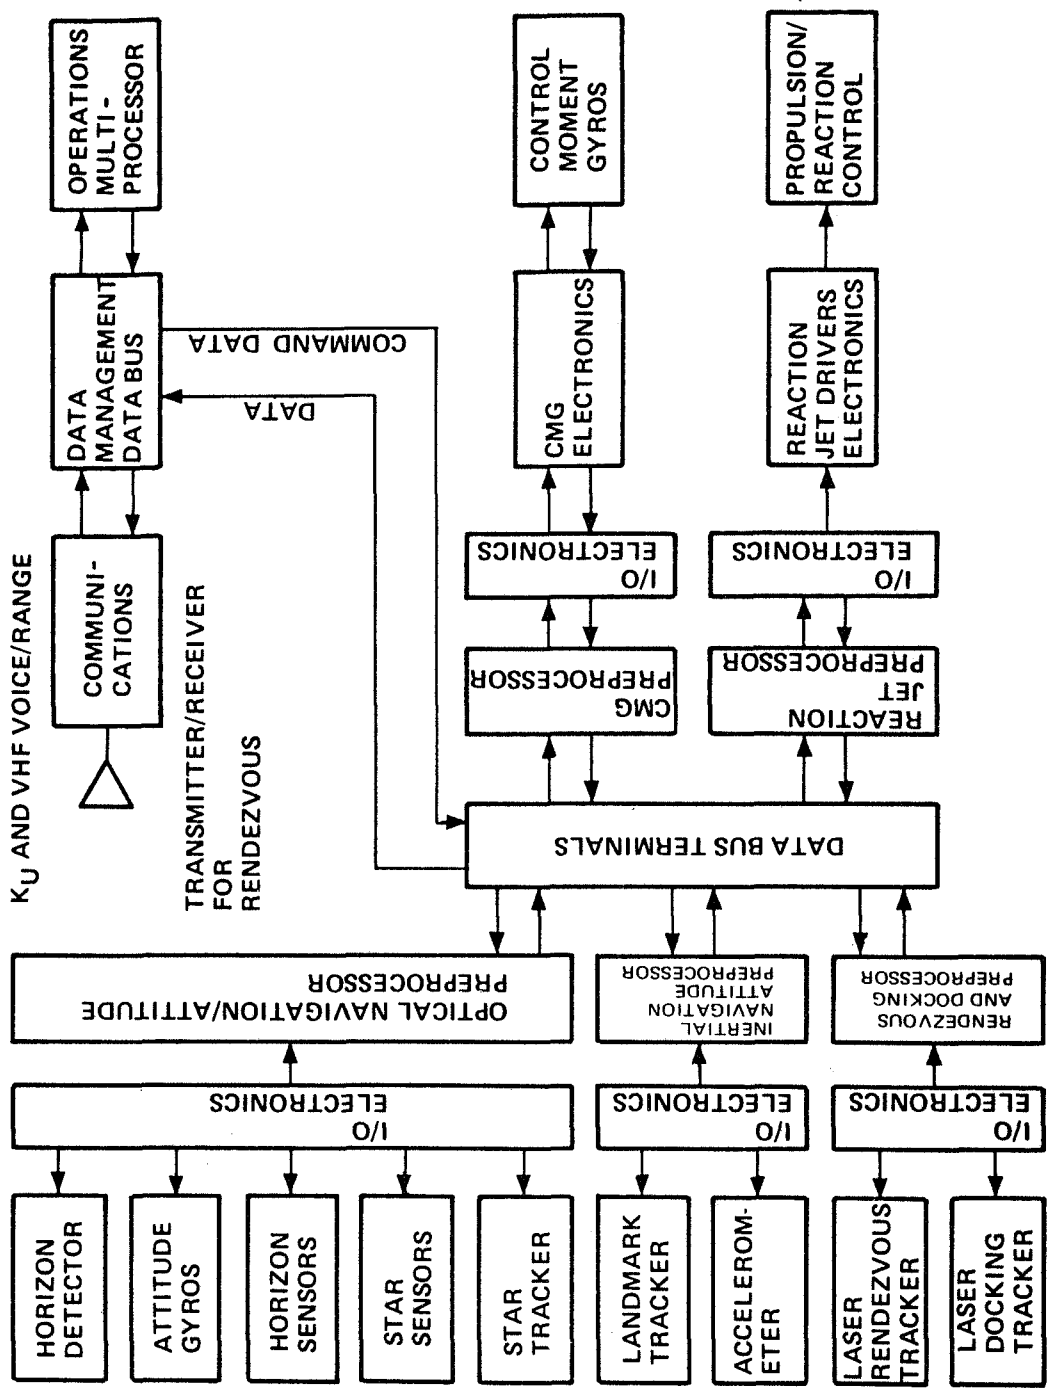 KU AND VHF VOICE/RANGE
TRANSMITTER/RECEIVER
FOR
RENDEZVOUS
COMMUNI-
CATIONS
DATA
MANAGEMENT
DATA BUS
OPERATIONS
MULTI-
PROCESSOR
COMMAND DATA
DATA
HORIZON
DETECTOR
ATTITUDE
GYROS
HORIZON
SENSORS
STAR
SENSORS
STAR
TRACKER
LANDMARK
TRACKER
ACCELEROM-
ETER
LASER
RENDEZVOUS
TRACKER
LASER
DOCKING
TRACKER
I/O
ELECTRONICS
I/O
ELECTRONICS
I/O
ELECTRONICS
OPTICAL NAVIGATION/ATTITUDE
PREPROCESSOR
INERTIAL
NAVIGATION
ATTITUDE
PREPROCESSOR
RENDEZVOUS
AND DOCKING
PREPROCESSOR
DATA BUS TERMINALS
CMG
PREPROCESSOR
REACTION
JET
PREPROCESSOR
I/O
ELECTRONICS
I/O
ELECTRONICS
CMG
ELECTRONICS
REACTION
JET DRIVERS
ELECTRONICS
CONTROL
MOMENT
GYROS
PROPULSION/
REACTION
CONTROL